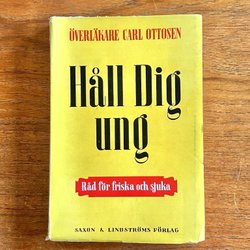 ÖVERLÄKARE CARL OTTOSEN
Håll Dig
ung
Råd för friska och sjuka
SAXON & LINDSTRÖMS FÖRLAG